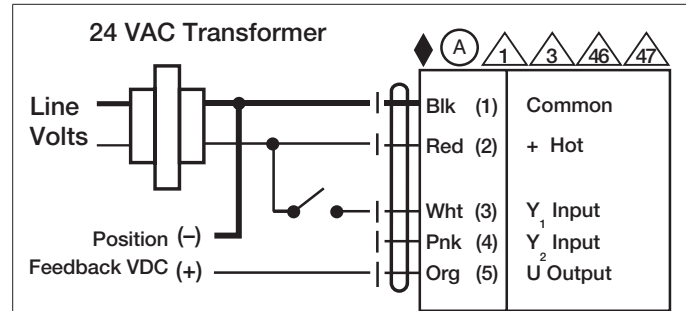 24 VAC Transformer
A 1 3 46 47
Line
Volts
Blk (1) Common
Red (2) + Hot
Wht (3) Y1 Input
Pnk (4) Y2 Input
Org (5) U Output
Position (–)
Feedback VDC (+)